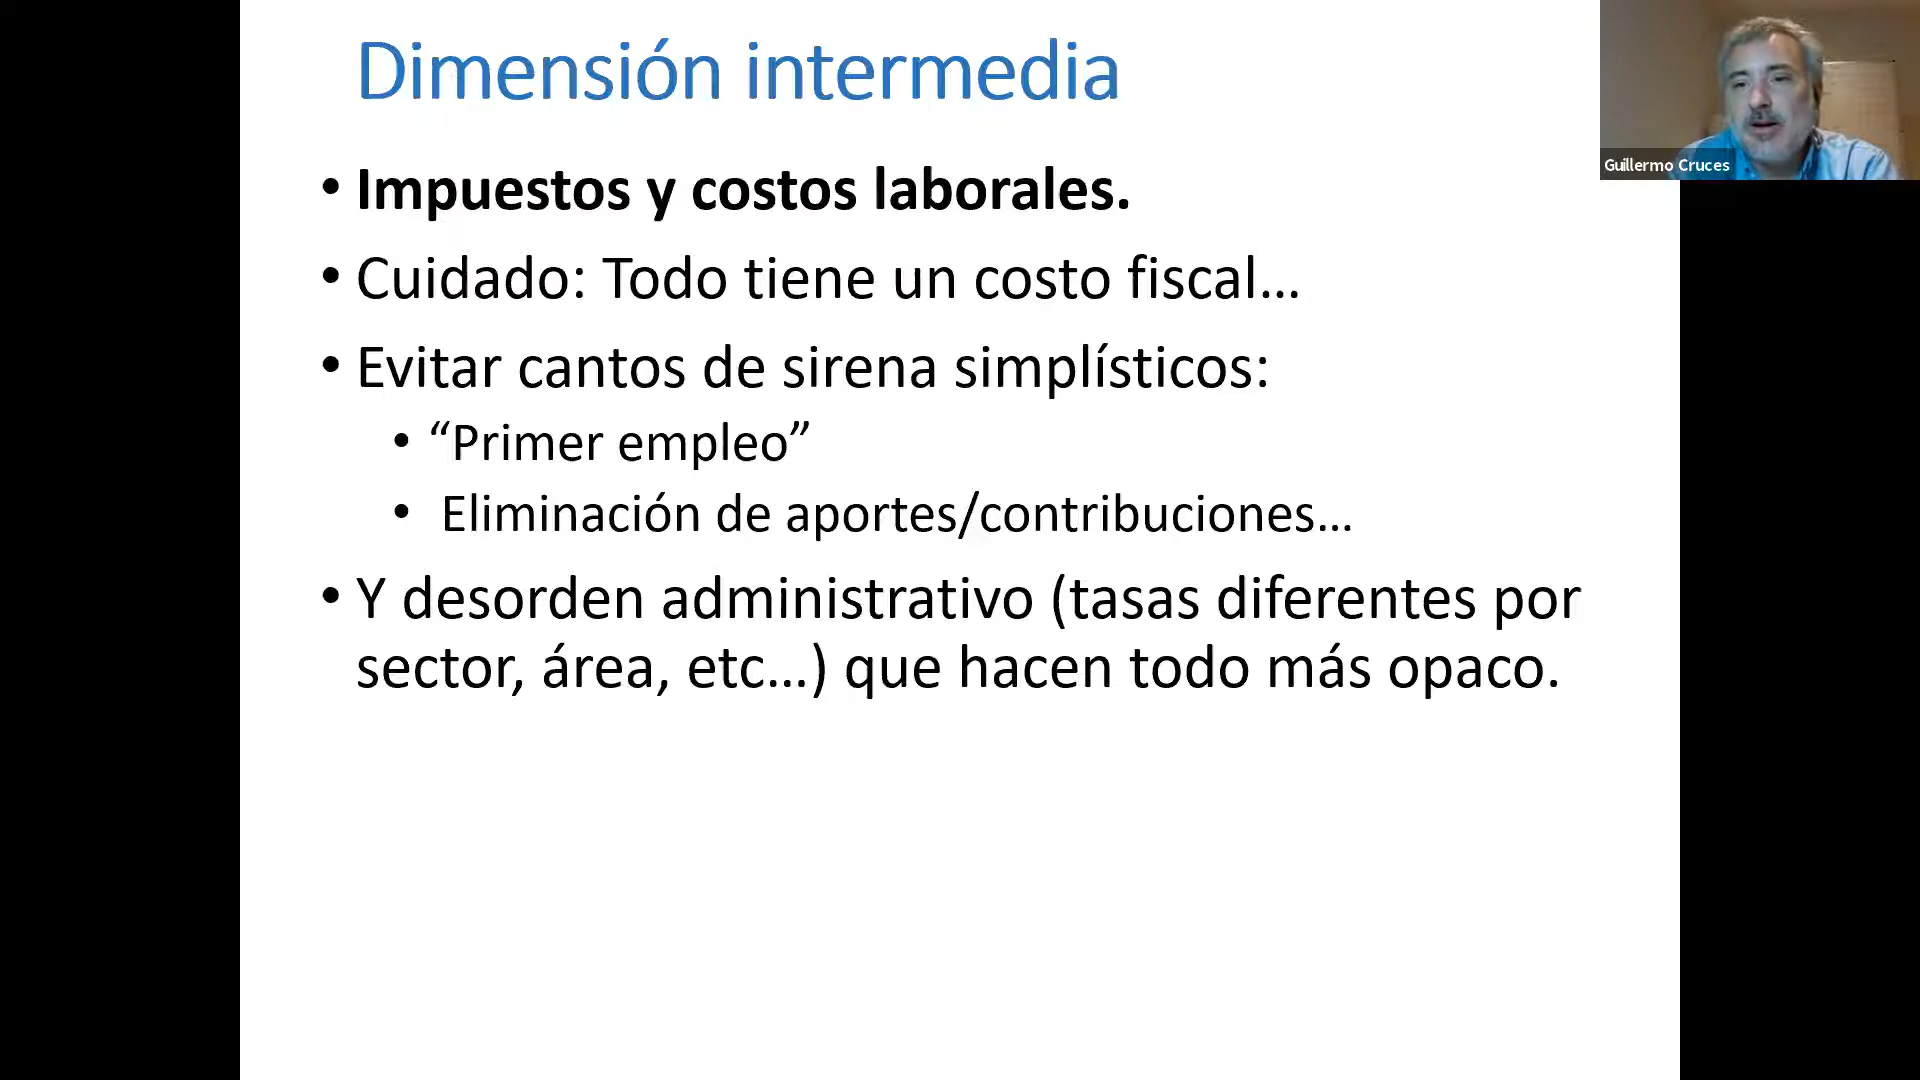 Dimensión intermedia
• Impuestos y costos laborales.
• Cuidado: Todo tiene un costo fiscal...
• Evitar cantos de sirena simplísticos:
• “Primer empleo”
• Eliminación de aportes/contribuciones...
• Y desorden administrativo (tasas diferentes por
sector, área, etc...) que hacen todo más opaco.
Guillermo Cruces